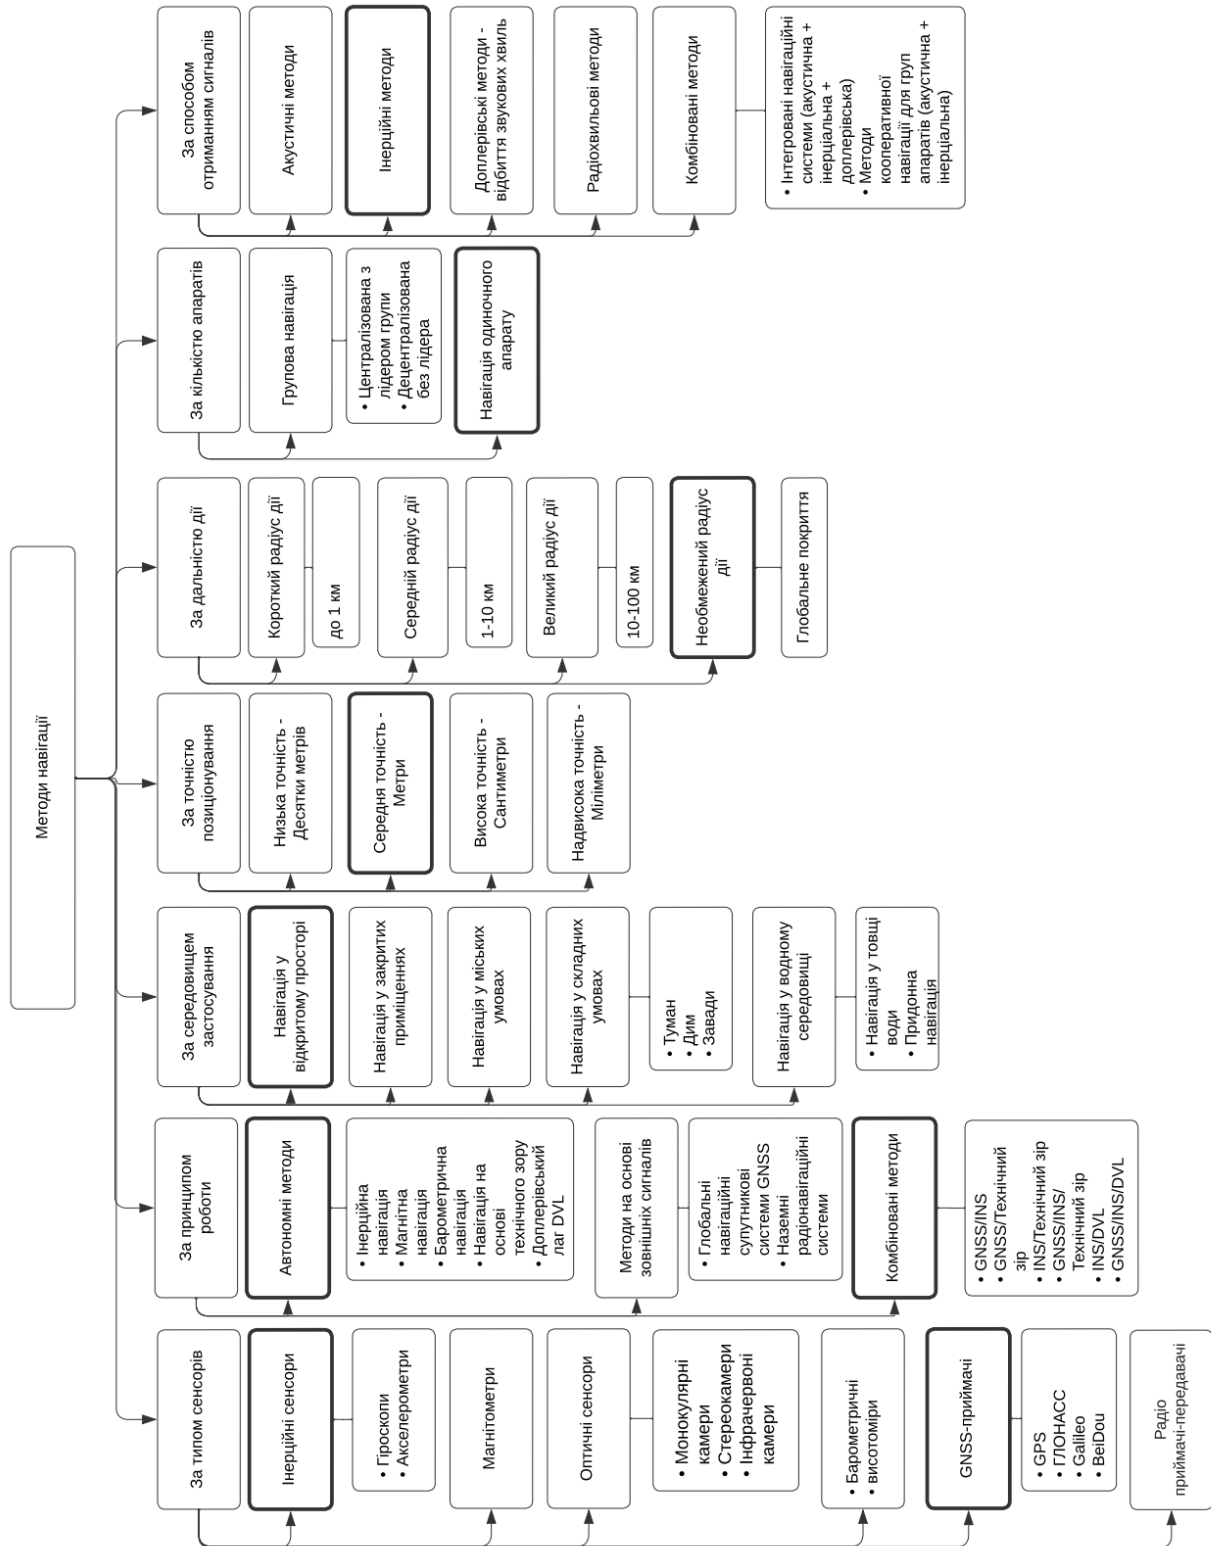 Методи навігації
За типом сенсорів
Інерційні сенсори
• Гіроскопи
• Акселерометри
Магнітометри
Оптичні сенсори
• Монокулярні
камери
• Стереокамери
• Інфрачервоні
камери
• Барометричні
• висотоміри
GNSS-приймачі
• GPS
• ГЛОНАСС
• Galileo
• BeiDou
Радіо
приймачі-передавачі
За принципом
роботи
Автономні методи
• Інерційна
навігація
• Магнітна
навігація
• Барометрична
навігація
• Навігація на
основі
технічного зору
• Доплерівський
лаг DVL
Методи на основі
зовнішніх сигналів
• Глобальні
навігаційні
супутникові
системи GNSS
• Наземні
радіонавігаційні
системи
Комбіновані методи
• GNSS/INS
• GNSS/Технічний
зір
• INS/Технічний зір
• GNSS/INS/
Технічний зір
• INS/DVL
• GNSS/INS/DVL
За середовищем
застосування
Навігація у
відкритому просторі
Навігація у закритих
приміщеннях
Навігація у міських
умовах
Навігація у складних
умовах
• Туман
• Дим
• Завади
Навігація у водному
середовищі
• Навігація у товщі
води
• Придонна
навігація
За точністю
позиціонування
Низька точність -
Десятки метрів
Середня точність -
Метри
Висока точність -
Сантиметри
Надвисока точність -
Міліметри
За дальністю дії
Короткий радіус дії
до 1 км
Середній радіус дії
1-10 км
Великий радіус дії
10-100 км
Необмежений радіус
дії
Глобальне покриття
За кількістю апаратів
Групова навігація
• Централізована з
лідером групи
• Децентралізована
без лідера
Навігація одиночного
апарату
За способом
отриманням сигналів
Акустичні методи
Інерційні методи
Доплерівські методи -
відбиття звукових хвиль
Радіохвильові методи
Комбіновані методи
• Інтегровані навігаційні
системи (акустична +
інерціальна +
доплерівська)
• Методи
кооперативної
навігації для груп
апаратів (акустична +
інерціальна)